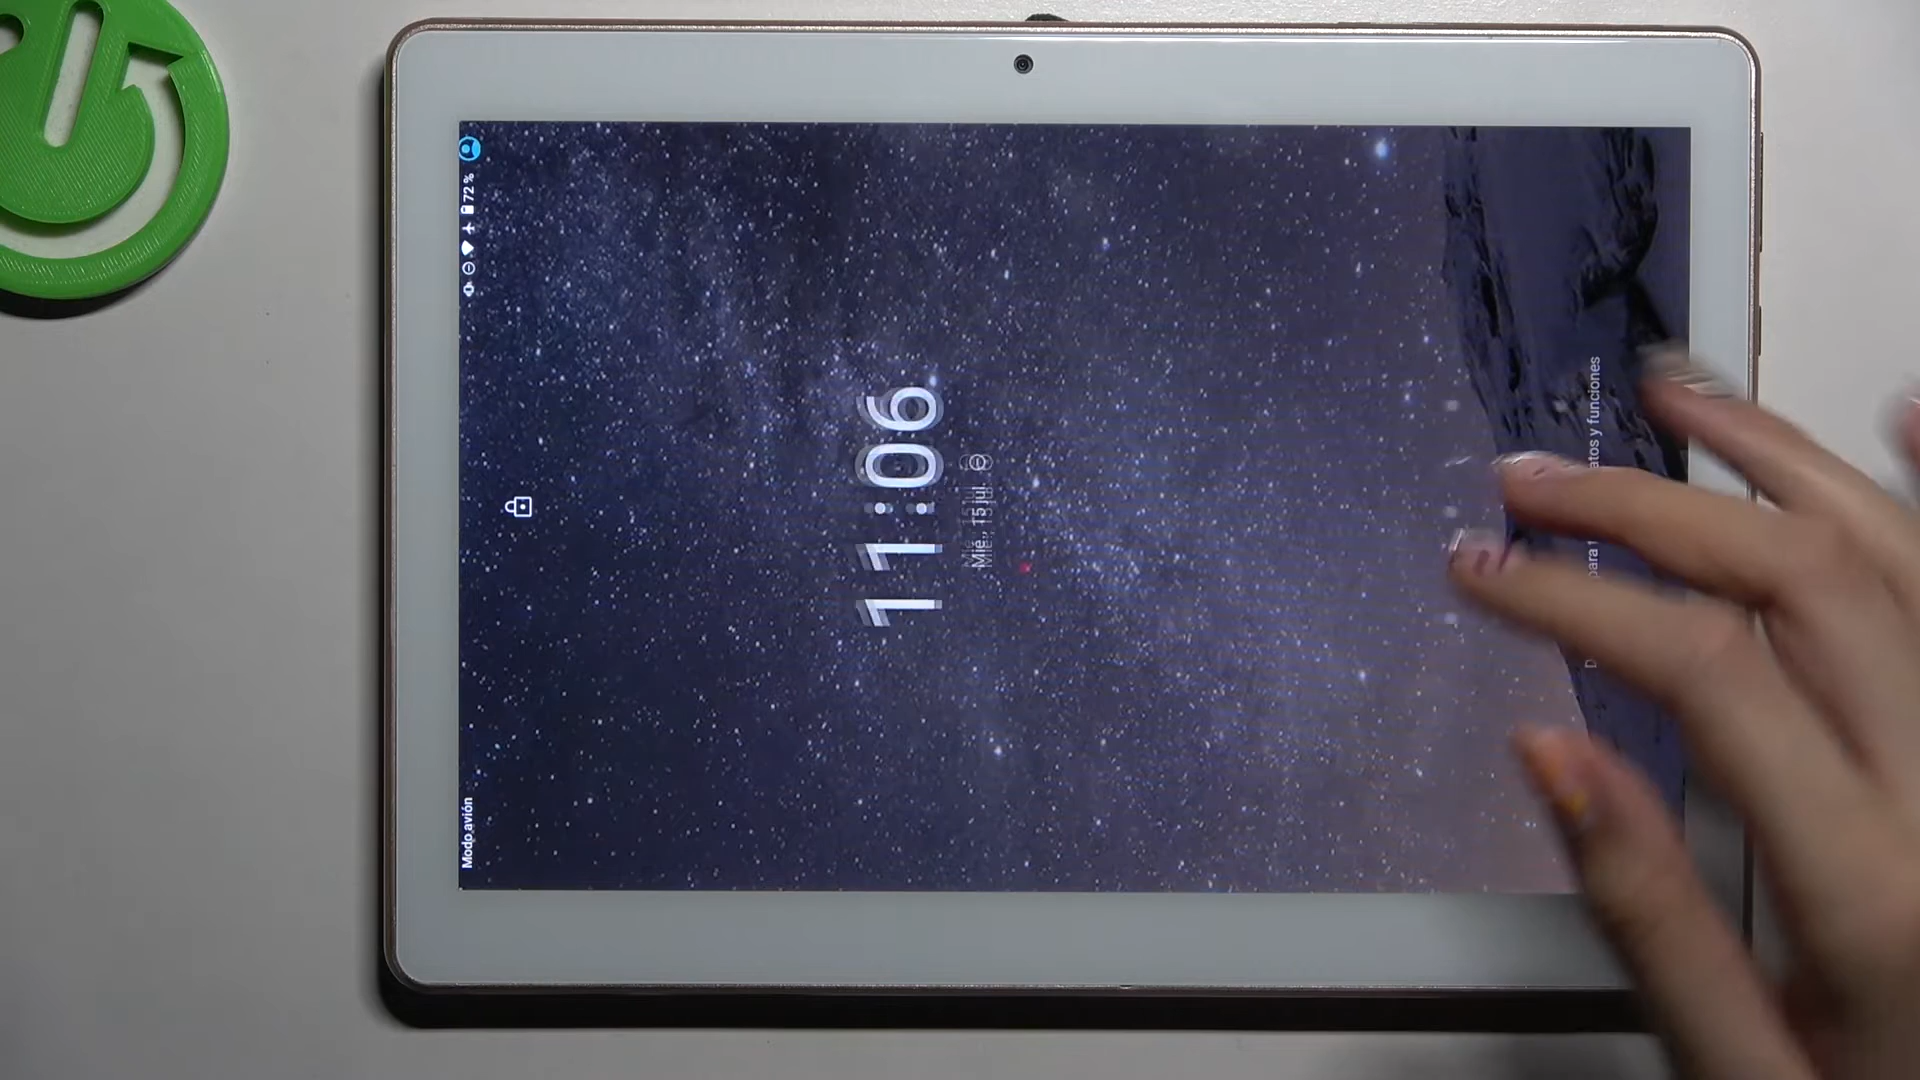 Modo avión
72 %
11:06
Mié., 15 jul.
para
atos y funciones